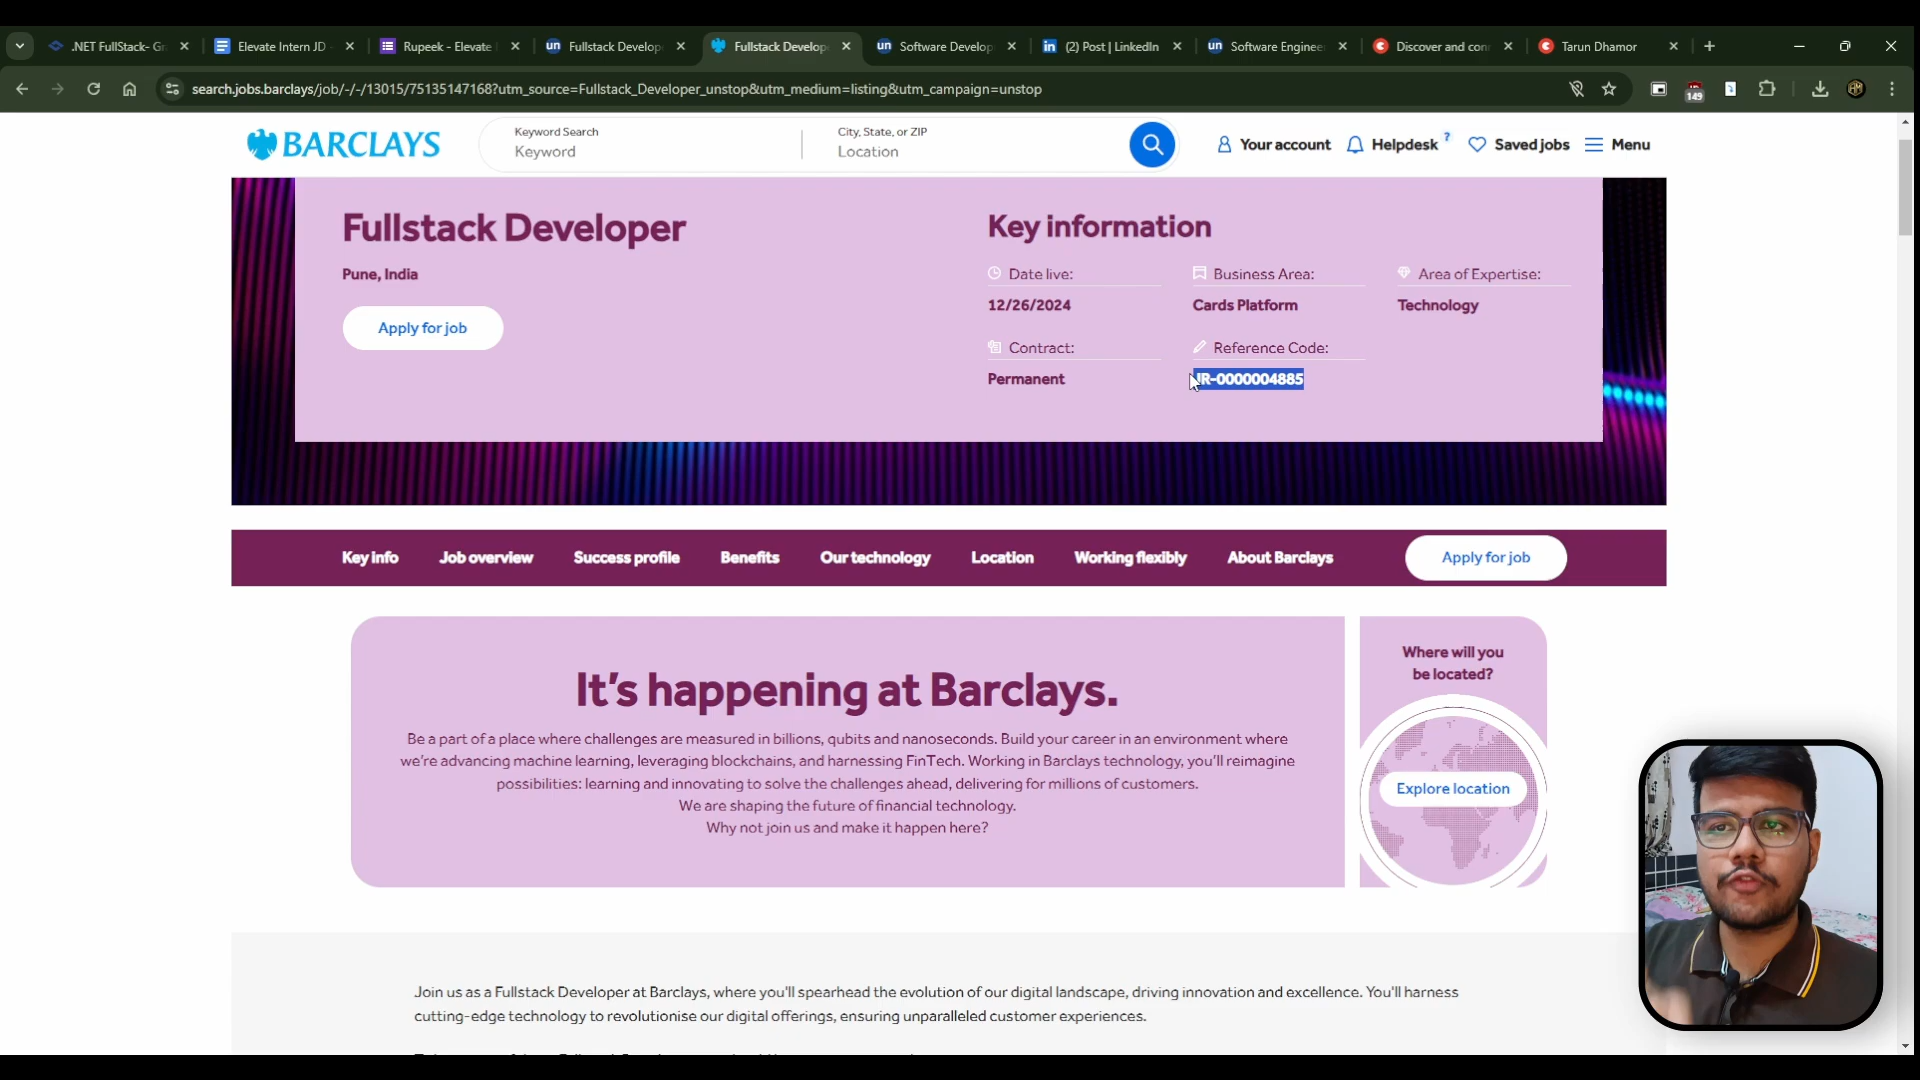 .NET FullStack- Gr
Elevate Intern JD
Rupeek - Elevate
Fullstack Develop
Fullstack Develop
Software Develop
(2) Post | LinkedIn
Software Enginee
Discover and con
Tarun Dhamor
search.jobs.barclays/job/-/-/13015/75135147168?utm_source=Fullstack_Developer_unstop&utm_medium=listing&utm_campaign=unstop
149
BARCLAYS
Keyword Search
Keyword
City, State, or ZIP
Location
Your account
Helpdesk ?
Saved jobs
Menu
Fullstack Developer
Pune, India
Apply for job
Key information
Date live:
Business Area:
Area of Expertise:
12/26/2024
Cards Platform
Technology
Contract:
Reference Code:
Permanent
JR-0000004885
Key info
Job overview
Success profile
Benefits
Our technology
Location
Working flexibly
About Barclays
Apply for job
It's happening at Barclays.
Be a part of a place where challenges are measured in billions, qubits and nanoseconds. Build your career in an environment where
we're advancing machine learning, leveraging blockchains, and harnessing FinTech. Working in Barclays technology, you'll reimagine
possibilities: learning and innovating to solve the challenges ahead, delivering for millions of customers.
We are shaping the future of financial technology.
Why not join us and make it happen here?
Where will you
be located?
Explore location
Join us as a Fullstack Developer at Barclays, where you'll spearhead the evolution of our digital landscape, driving innovation and excellence. You'll harness
cutting-edge technology to revolutionise our digital offerings, ensuring unparalleled customer experiences.